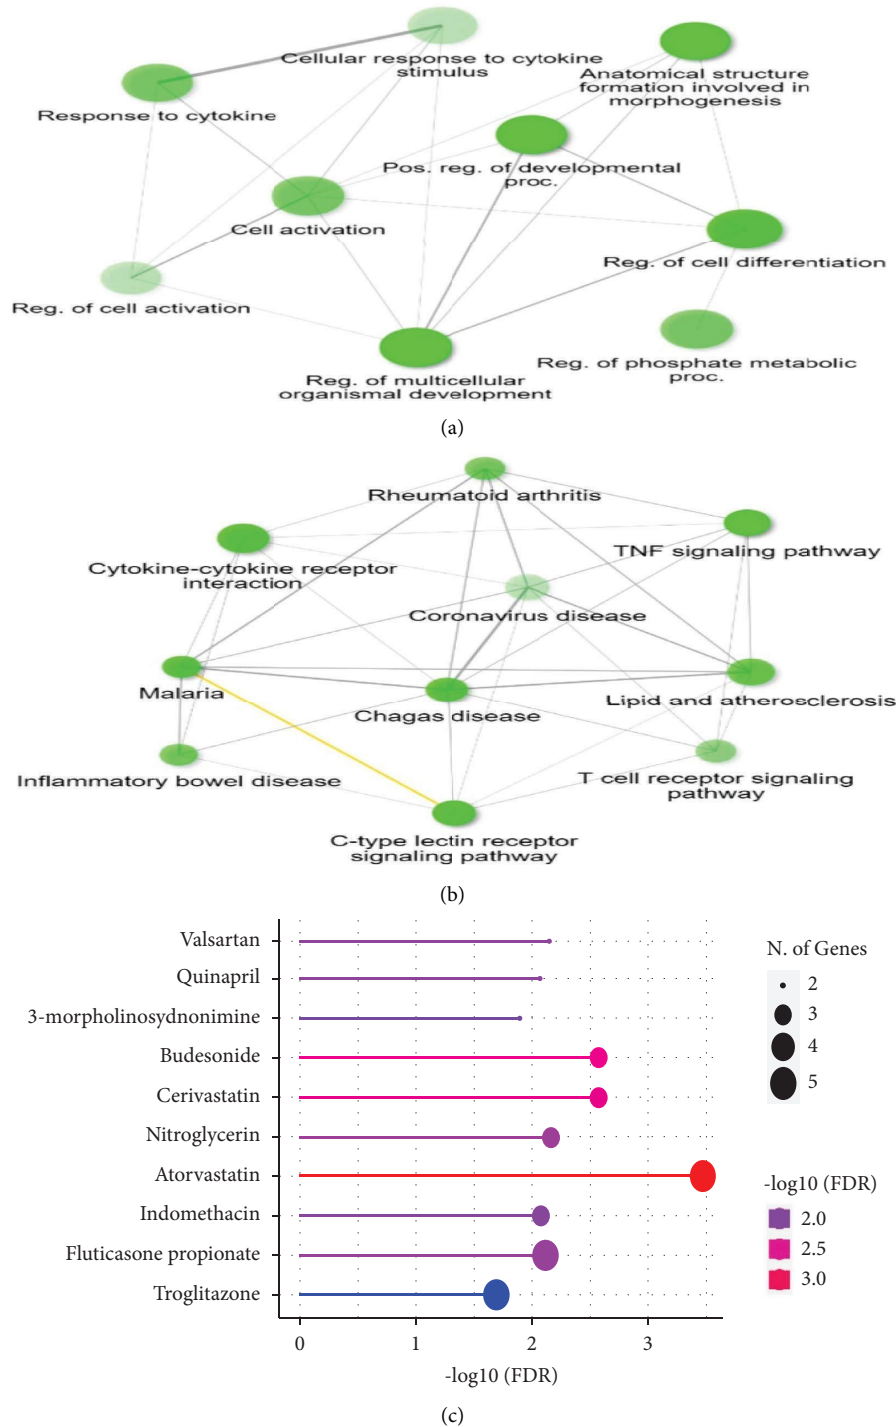 Cellular response to cytokine
stimulus
Anatomical structure
formation involved in
morphogenesis
Response to cytokine
Pos. reg. of developmental
proc.
Cell activation
Reg. of cell differentiation
Reg. of cell activation
Reg. of phosphate metabolic
proc.
Reg. of multicellular
organismal development
(a)
Rheumatoid arthritis
TNF signaling pathway
Cytokine-cytokine receptor
interaction
Coronavirus disease
Malaria
Chagas disease
Lipid and atherosclerosis
Inflammatory bowel disease
T cell receptor signaling
pathway
C-type lectin receptor
signaling pathway
(b)
Valsartan
Quinapril
3-morpholinosydnonimine
Budesonide
Cerivastatin
Nitroglycerin
Atorvastatin
Indomethacin
Fluticasone propionate
Troglitazone
0 1 2 3
-log10 (FDR)
N. of Genes
2
3
4
5
-log10 (FDR)
2.0
2.5
3.0
(c)